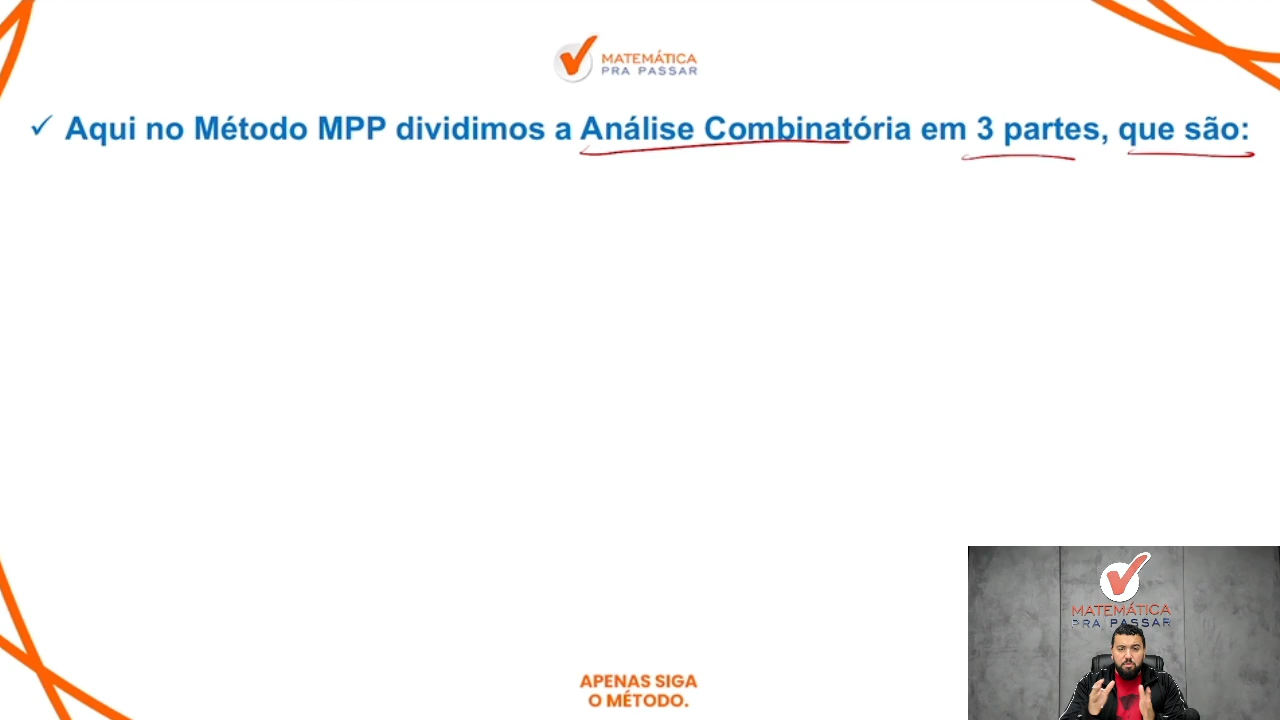 MATEMÁTICA
PRA PASSAR
✓ Aqui no Método MPP dividimos a Análise Combinatória em 3 partes, que são:
MATEMÁTICA
PRA PASSAR
APENAS SIGA
O MÉTODO.